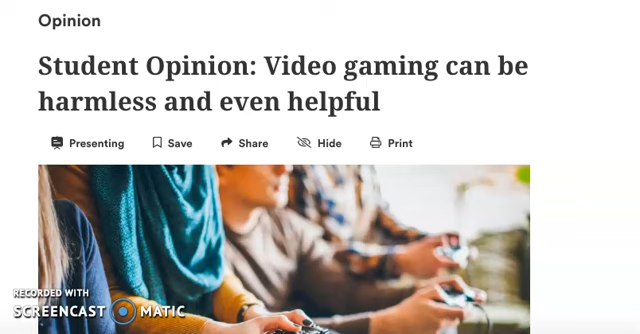 Opinion
Student Opinion: Video gaming can be
harmless and even helpful
Presenting Save Share Hide Print
RECORDED WITH
SCREENCAST MATIC